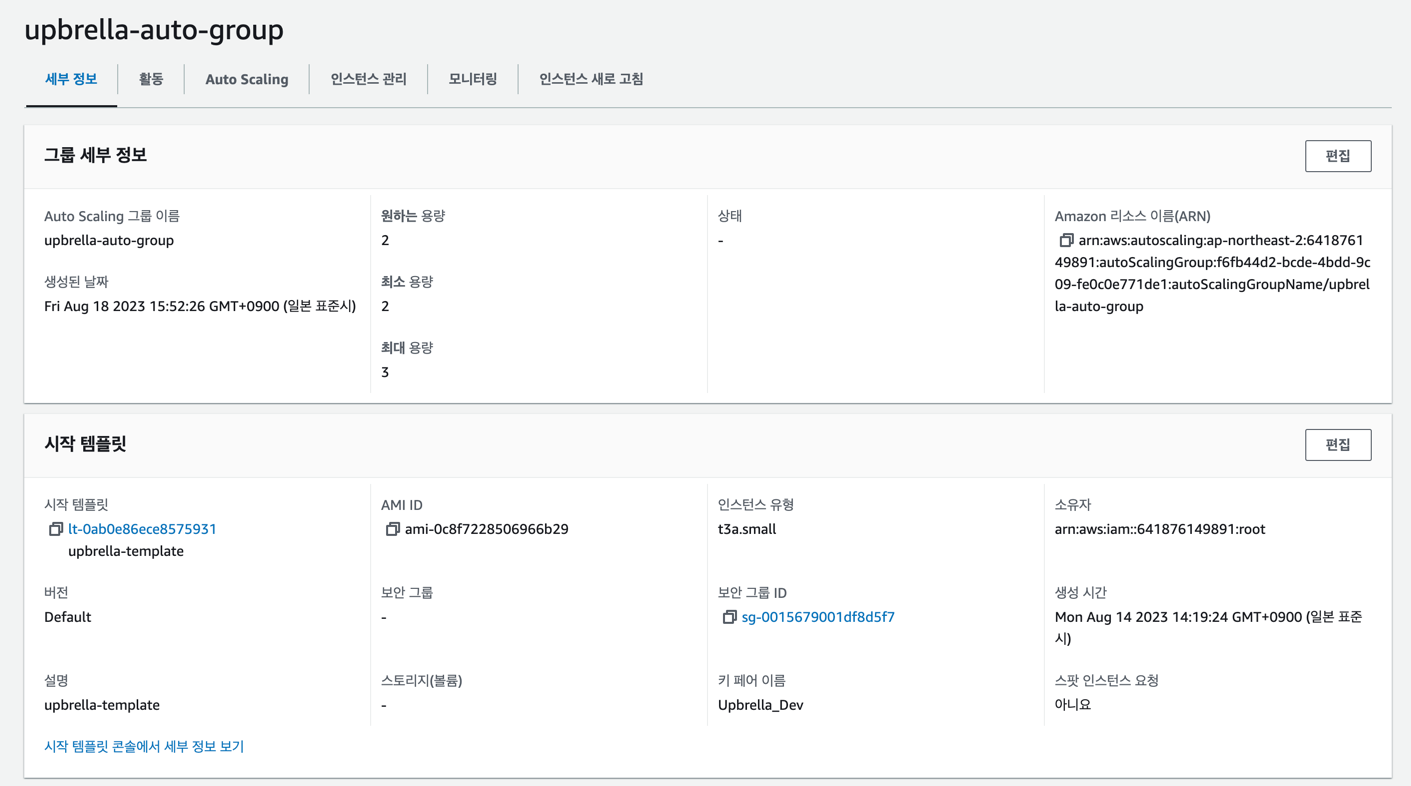 upbrella-auto-group
세부 정보
활동
Auto Scaling
인스턴스 관리
모니터링
인스턴스 새로 고침
그룹 세부 정보
편집
Auto Scaling 그룹 이름
upbrella-auto-group
생성된 날짜
Fri Aug 18 2023 15:52:26 GMT+0900 (일본 표준시)
원하는 용량
2
최소 용량
2
최대 용량
3
상태
-
Amazon 리소스 이름(ARN)
arn:aws:autoscaling:ap-northeast-2:6418761
49891:autoScalingGroup:f6fb44d2-bcde-4bdd-9c
09-fe0c0e771de1:autoScalingGroupName/upbrel
la-auto-group
시작 템플릿
편집
시작 템플릿
lt-0ab0e86ece8575931
upbrella-template
AMI ID
ami-0c8f7228506966b29
인스턴스 유형
t3a.small
소유자
arn:aws:iam::641876149891:root
버전
Default
보안 그룹
-
보안 그룹 ID
sg-0015679001df8d5f7
생성 시간
Mon Aug 14 2023 14:19:24 GMT+0900 (일본 표준
시)
설명
upbrella-template
스토리지(볼륨)
-
키 페어 이름
Upbrella_Dev
스팟 인스턴스 요청
아니요
시작 템플릿 콘솔에서 세부 정보 보기